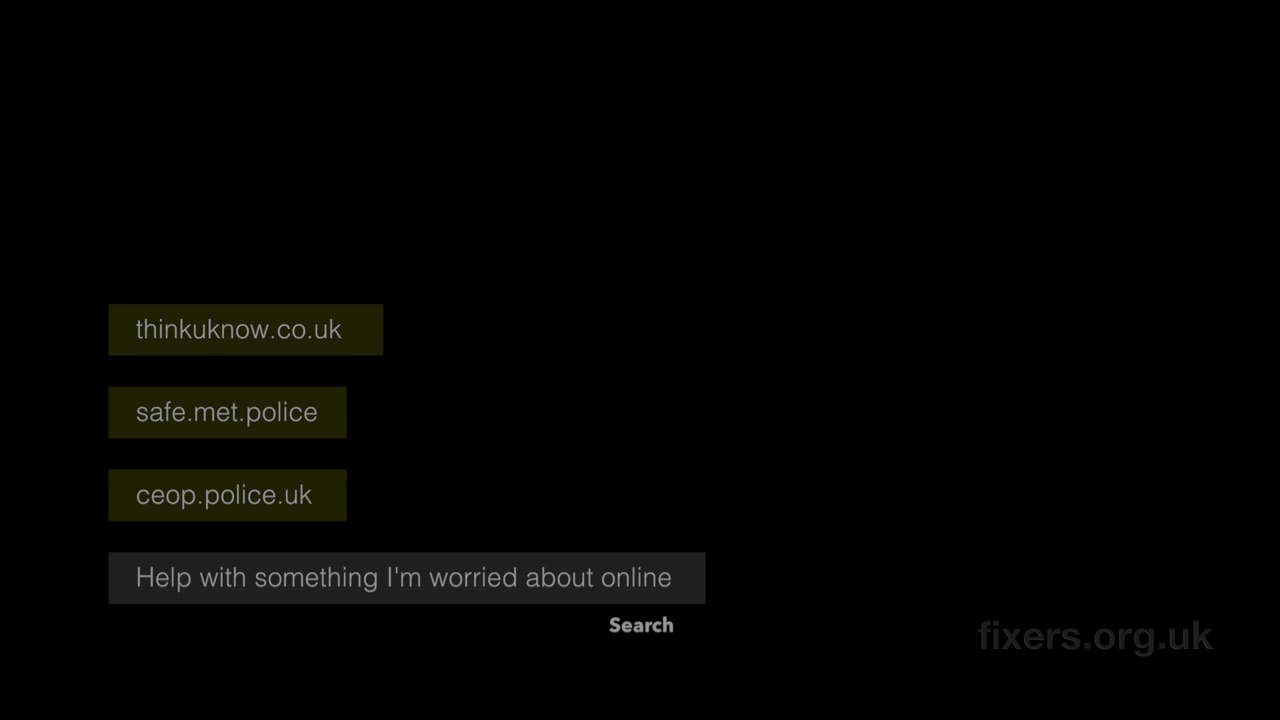 thinkuknow.co.uk
safe.met.police
ceop.police.uk
Help with something I'm worried about online
Search
fixers.org.uk